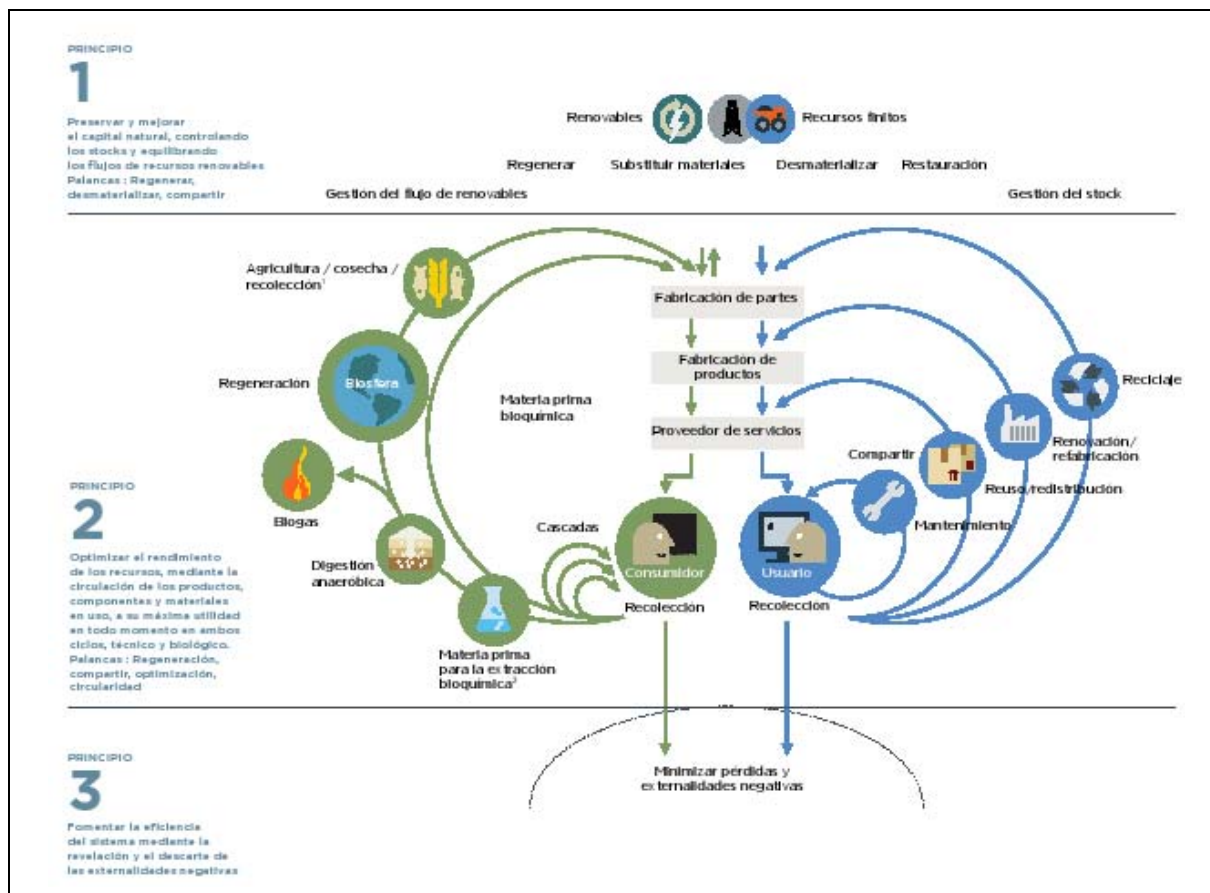 PRINCIPIO
1
Preservar y mejorar
el capital natural, controlando
los stocks y equilibrando
los flujos de recursos renovables
Palancas : Regenerar,
desmaterializar, compartir
Renovables
Recursos finitos
Regenerar
Substituir materiales
Desmaterializar
Restauración
Gestión del flujo de renovables
Gestión del stock
Agricultura / cosecha /
recolección¹
Fabricación de partes
Fabricación de
productos
Biosfera
Regeneración
Reciclaje
Materia prima
bioquímica
Proveedor de servicios
Renovación/
refabricación
Compartir
Reuso/redistribución
Biogas
Mantenimiento
Cascadas
PRINCIPIO
2
Optimizar el rendimiento
de los recursos, mediante la
circulación de los productos,
componentes y materiales
en uso, a su máxima utilidad
en todo momento en ambos
ciclos, técnico y biológico.
Palancas : Regeneración,
compartir, optimización,
circularidad
Digestión
anaeróbica
Consumidor
Usuario
Recolección
Recolección
Materia prima
para la extracción
bioquímica²
PRINCIPIO
3
Fomentar la eficiencia
del sistema mediante la
revelación y el descarte de
las externalidades negativas
Minimizar pérdidas y
externalidades negativas